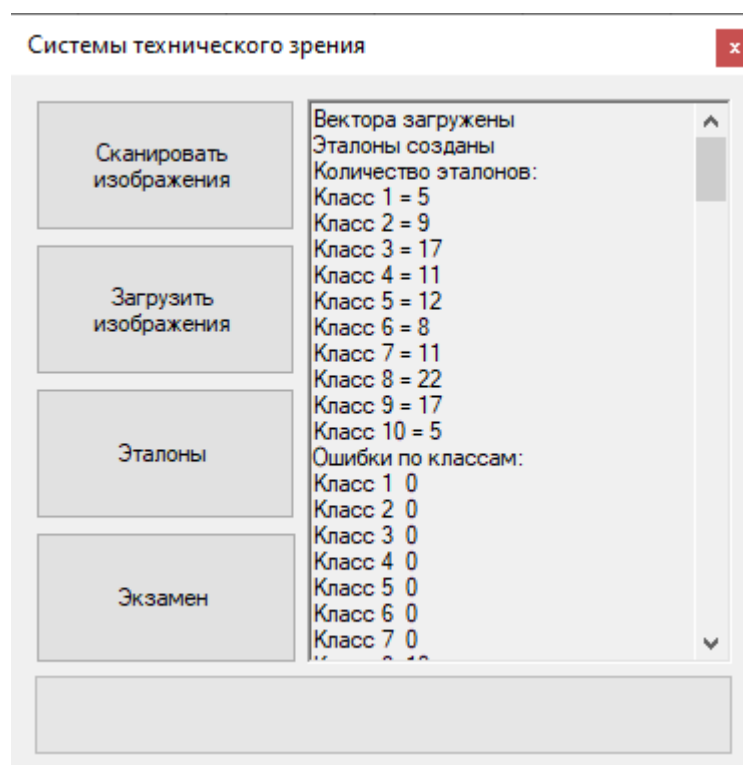 Системы технического зрения
x
Сканировать
изображения
Загрузить
изображения
Эталоны
Экзамен
Вектора загружены
Эталоны созданы
Количество эталонов:
Класс 1 = 5
Класс 2 = 9
Класс 3 = 17
Класс 4 = 11
Класс 5 = 12
Класс 6 = 8
Класс 7 = 11
Класс 8 = 22
Класс 9 = 17
Класс 10 = 5
Ошибки по классам:
Класс 1  0
Класс 2  0
Класс 3  0
Класс 4  0
Класс 5  0
Класс 6  0
Класс 7  0